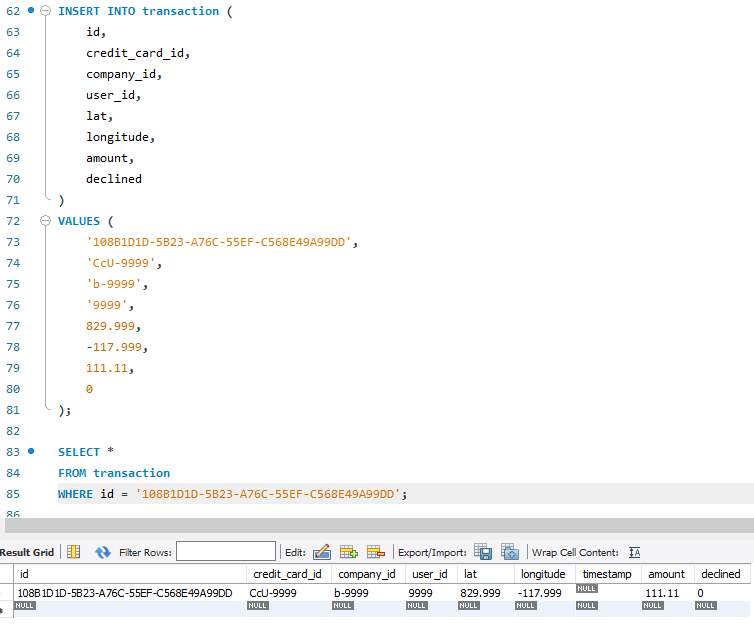 62 INSERT INTO transaction (
63 id,
64 credit_card_id,
65 company_id,
66 user_id,
67 lat,
68 longitude,
69 amount,
70 declined
71 )
72 VALUES (
73 '108B1D1D-5B23-A76C-55EF-C568E49A99DD',
74 'CcU-9999',
75 'b-9999',
76 '9999',
77 829.999,
78 -117.999,
79 111.11,
80 0
81 );
82
83 SELECT *
84 FROM transaction
85 WHERE id = '108B1D1D-5B23-A76C-55EF-C568E49A99DD';
86
Result Grid Filter Rows: Edit: Export/Import: Wrap Cell Content: IA
id credit_card_id company_id user_id lat longitude timestamp amount declined
108B1D1D-5B23-A76C-55EF-C568E49A99DD CcU-9999 b-9999 9999 829.999 -117.999 NULL 111.11 0
* NULL NULL NULL NULL NULL NULL NULL NULL NULL